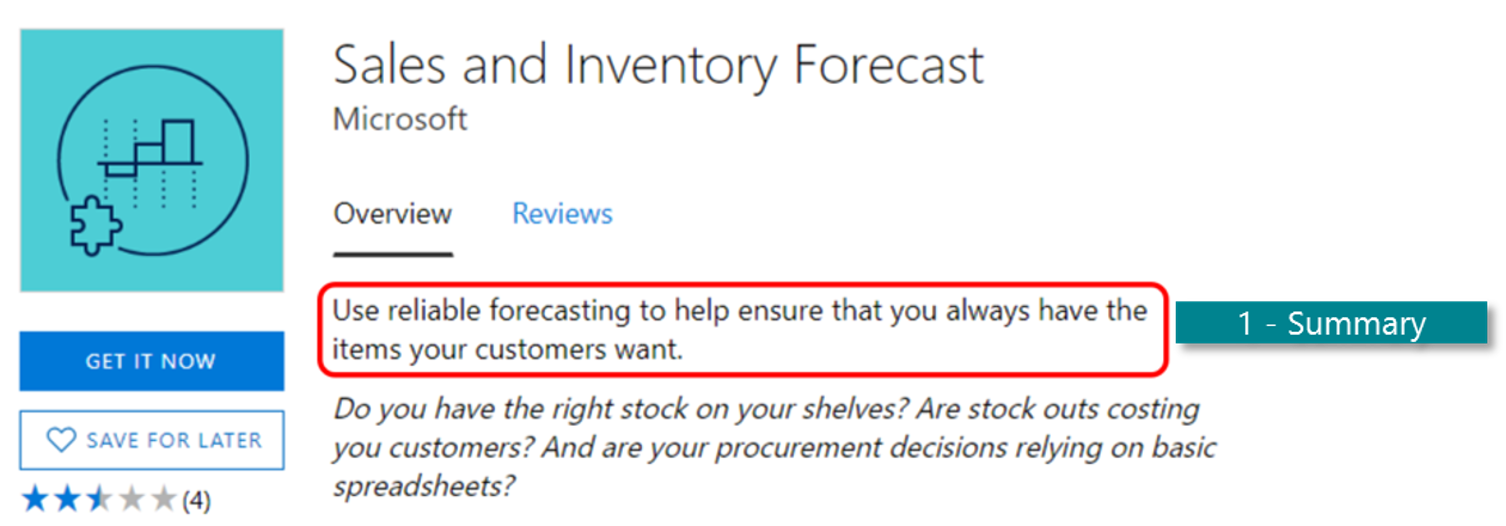 Sales and Inventory Forecast
Microsoft
Overview
Reviews
Use reliable forecasting to help ensure that you always have the
items your customers want.
1 - Summary
GET IT NOW
Do you have the right stock on your shelves? Are stock outs costing
you customers? And are your procurement decisions relying on basic
spreadsheets?
SAVE FOR LATER
(4)